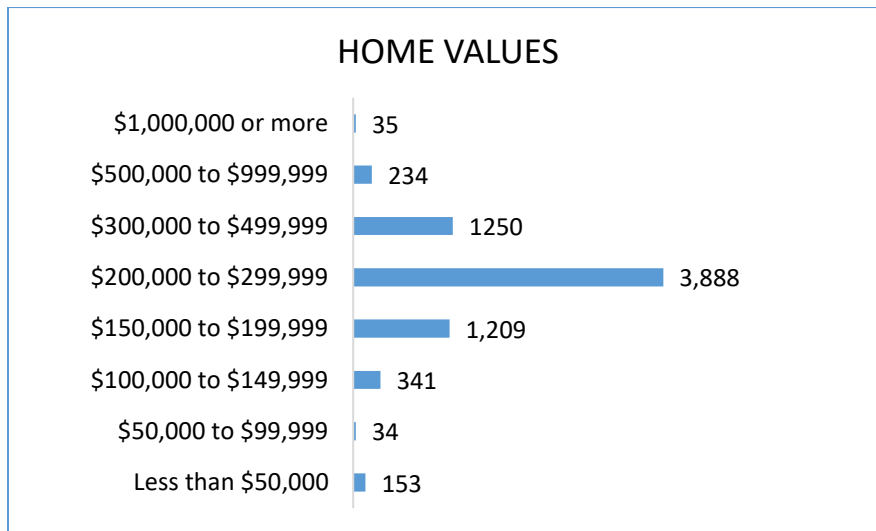 HOME VALUES
$1,000,000 or more 35
$500,000 to $999,999 234
$300,000 to $499,999 1250
$200,000 to $299,999 3,888
$150,000 to $199,999 1,209
$100,000 to $149,999 341
$50,000 to $99,999 34
Less than $50,000 153